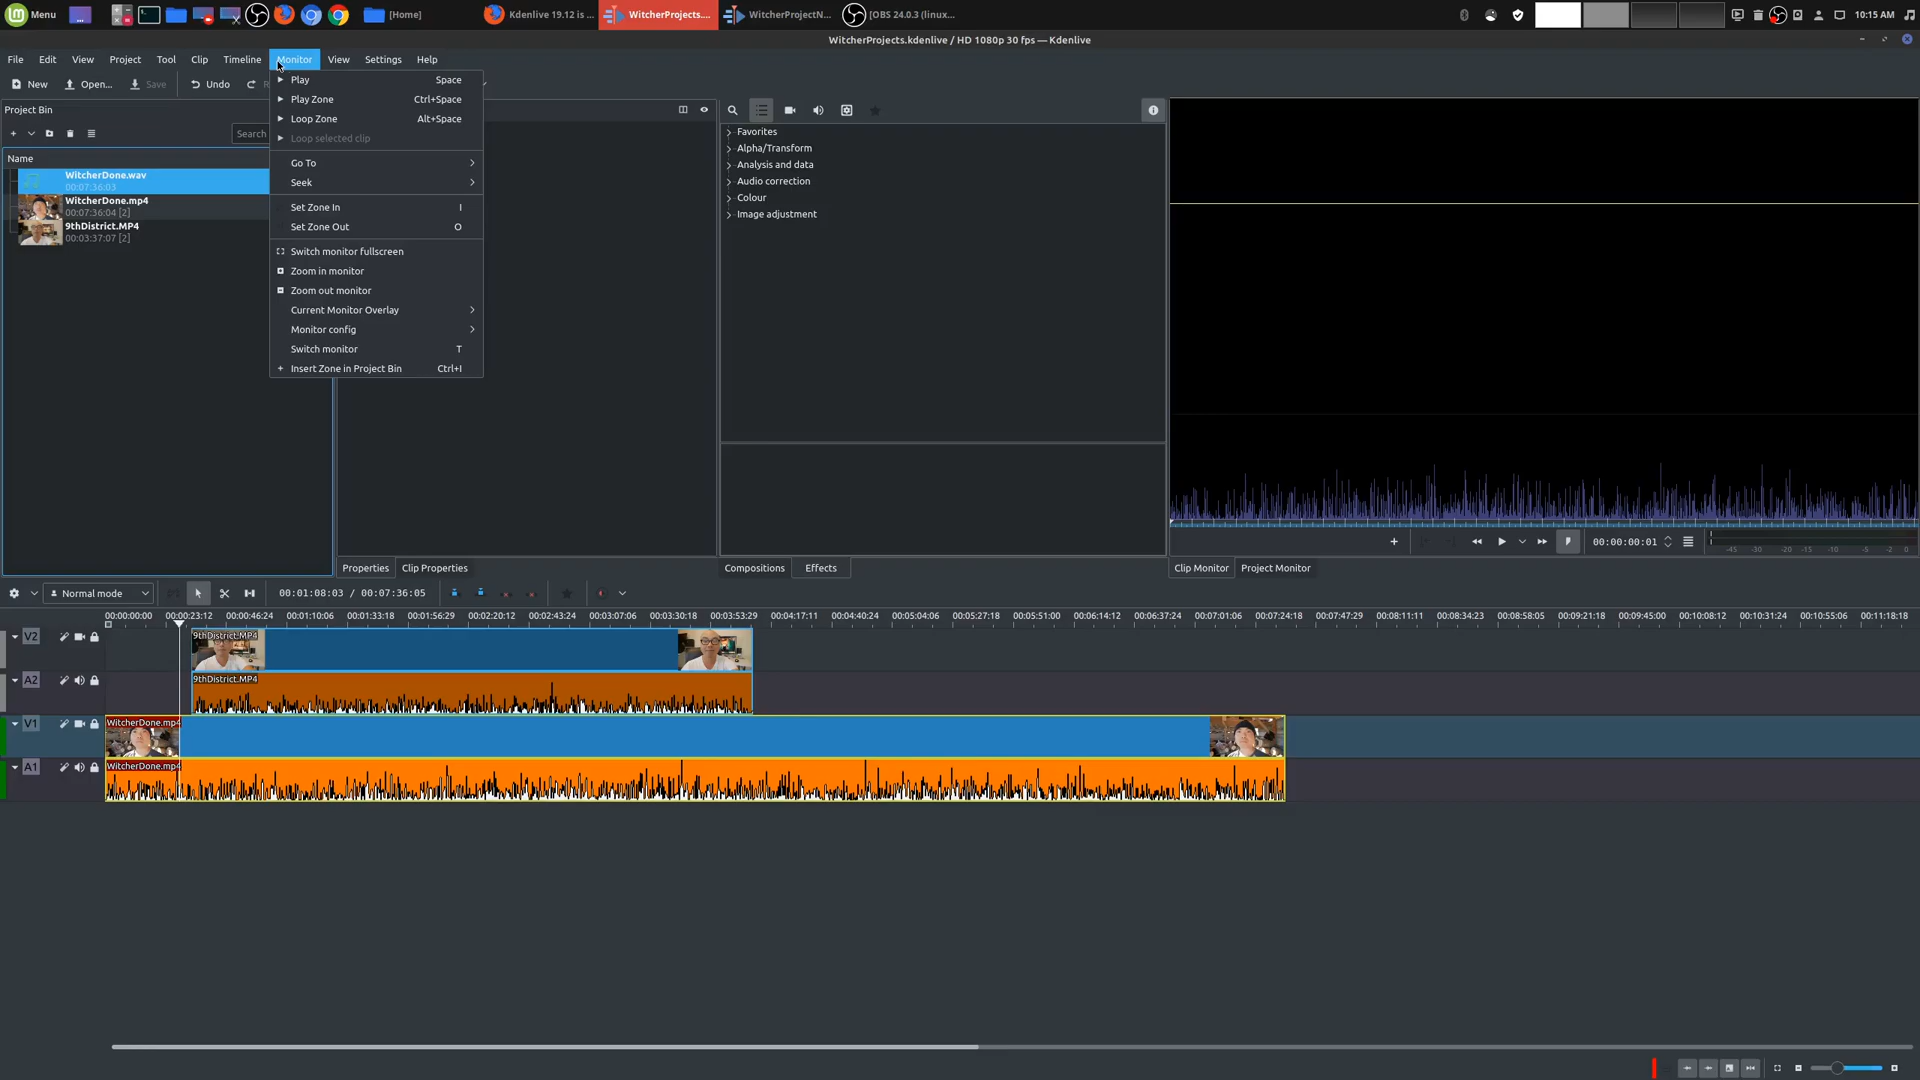 Menu
[Home]
Kdenlive 19.12 is ...
WitcherProjects....
WitcherProjectN...
[OBS 24.0.3 (linux...
10:15 AM
WitcherProjects.kdenlive / HD 1080p 30 fps — Kdenlive
File Edit View Project Tool Clip Timeline Monitor View Settings Help
New Open... Save Undo
Play Space
Play Zone Ctrl+Space
Loop Zone Alt+Space
Loop selected clip
Go To
Seek
Set Zone In I
Set Zone Out O
Switch monitor fullscreen
Zoom in monitor
Zoom out monitor
Current Monitor Overlay
Monitor config
Switch monitor T
Insert Zone in Project Bin Ctrl+I
Project Bin
Search
Name
WitcherDone.wav
00:07:36:03
WitcherDone.mp4
00:07:36:04 [2]
9thDistrict.MP4
00:03:37:07 [2]
Favorites
Alpha/Transform
Analysis and data
Audio correction
Colour
Image adjustment
00:00:00:01
-45 -30 -20 -15 -10 -5 -2 0
Properties Clip Properties
Compositions Effects
Clip Monitor Project Monitor
Normal mode
00:01:08:03 / 00:07:36:05
00:00:00:00 00:00:23:12 00:00:46:24 00:01:10:06 00:01:33:18 00:01:56:29 00:02:20:12 00:02:43:24 00:03:07:06 00:03:30:18 00:03:53:29 00:04:17:11 00:04:40:24 00:05:04:06 00:05:27:18 00:05:51:00 00:06:14:12 00:06:37:24 00:07:01:06 00:07:24:18 00:07:47:29 00:08:11:11 00:08:34:23 00:08:58:05 00:09:21:18 00:09:45:00 00:10:08:12 00:10:31:24 00:10:55:06 00:11:18:18
V2
9thDistrict.MP4
A2
9thDistrict.MP4
V1
WitcherDone.mp4
A1
WitcherDone.mp4